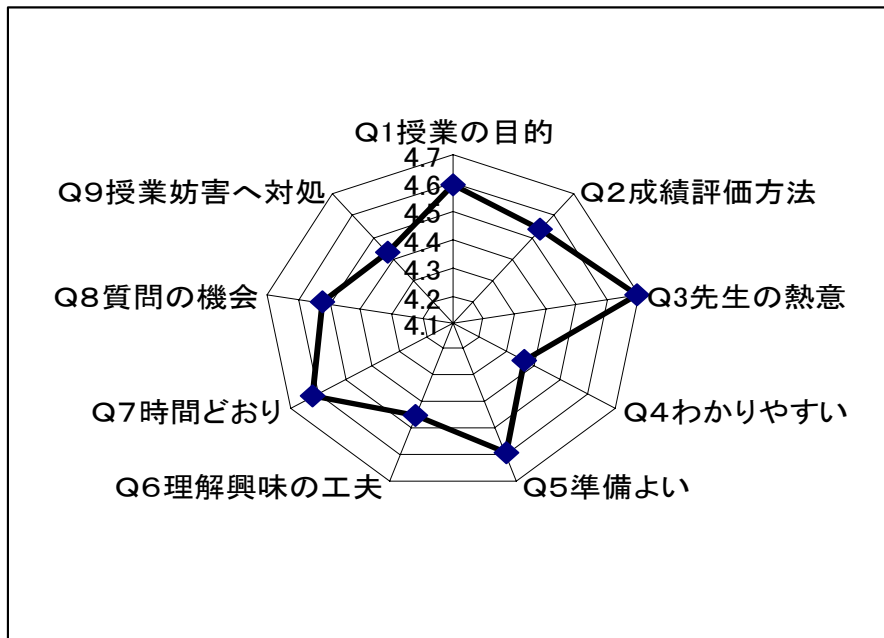 Q1授業の目的
4.7
4.6
4.5
4.4
4.3
4.2
4.1
Q2成績評価方法
Q3先生の熱意
Q4わかりやすい
Q5準備よい
Q6理解興味の工夫
Q7時間どおり
Q8質問の機会
Q9授業妨害へ対処